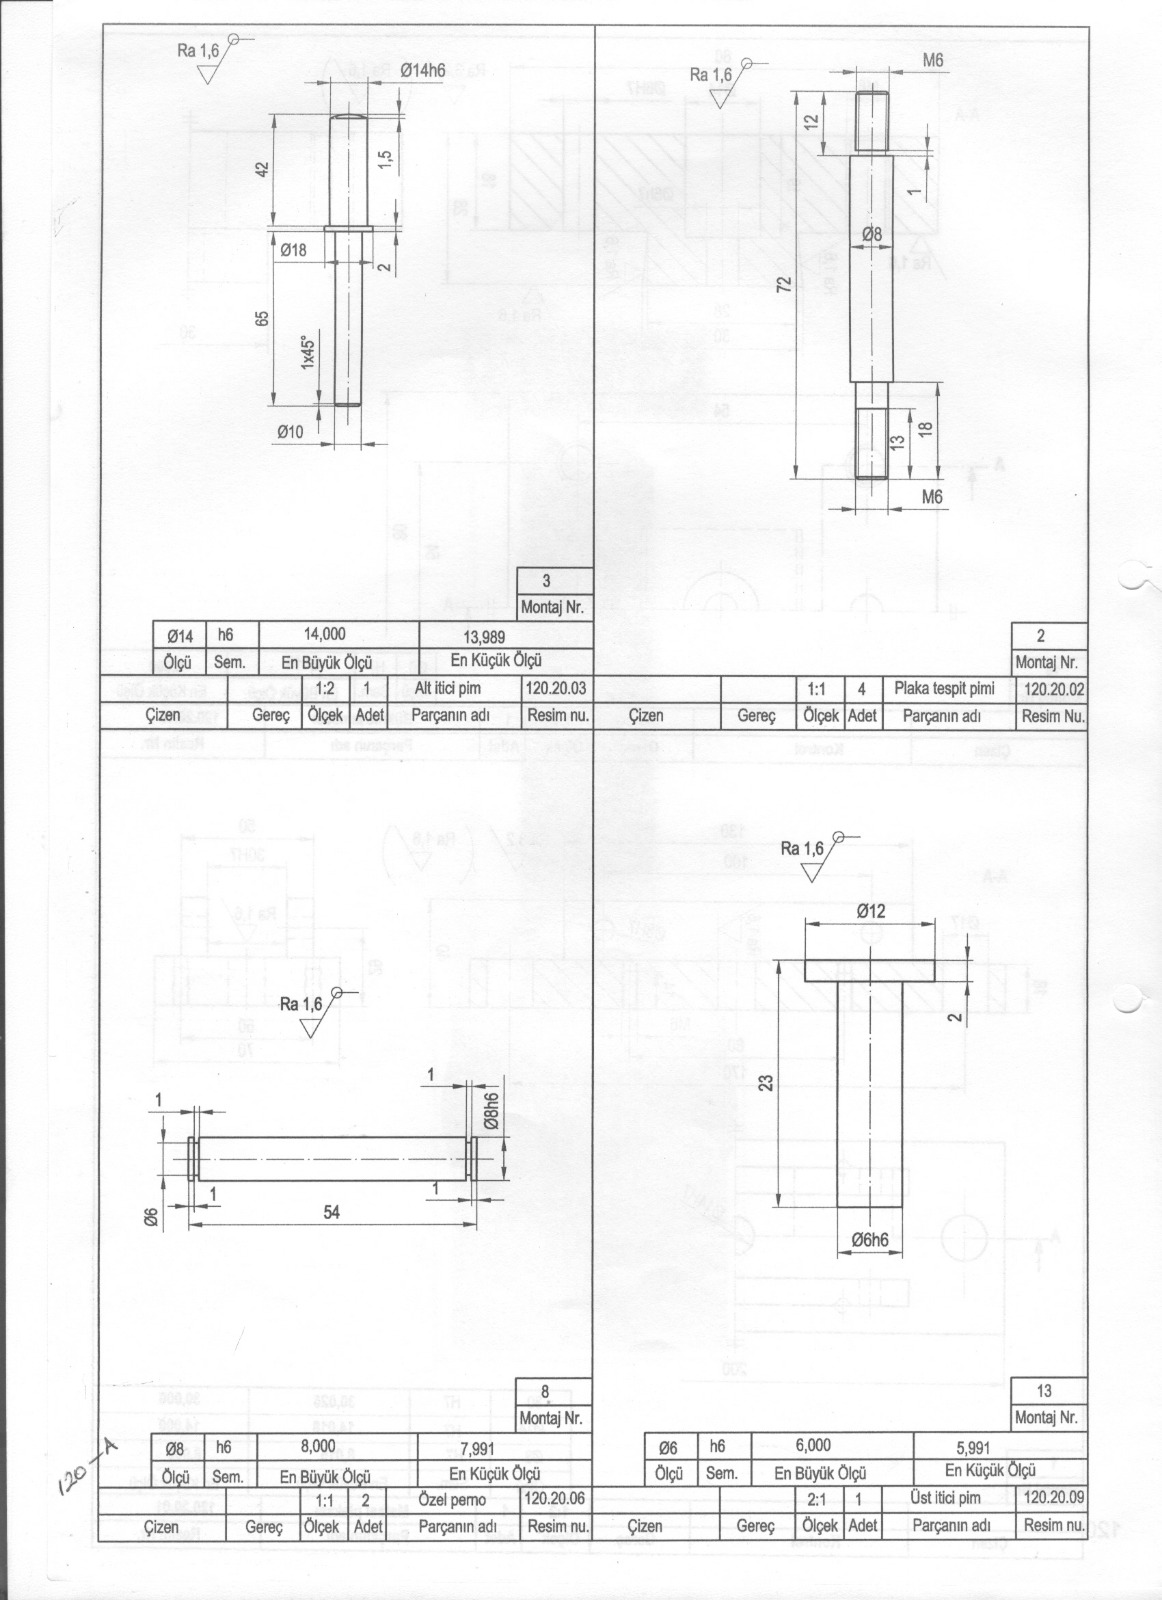 Ra 1,6
Ø14h6
42
1,5
Ø18
2
65
1x45°
Ø10
3
Montaj Nr.
Ø14 h6 14,000 13,989
Ölçü Sem. En Büyük Ölçü En Küçük Ölçü
1:2 1 Alt itici pim 120.20.03
Çizen Gereç Ölçek Adet Parçanın adı Resim nu.
Ra 1,6
M6
12
1
Ø8
72
13
18
M6
2
Montaj Nr.
1:1 4 Plaka tespit pimi 120.20.02
Çizen Gereç Ölçek Adet Parçanın adı Resim nu.
Ra 1,6
1
1
Ø8h6
Ø6
1
1
54
8
Montaj Nr.
Ø8 h6 8,000 7,991
Ölçü Sem. En Büyük Ölçü En Küçük Ölçü
1:1 2 Özel perno 120.20.06
Çizen Gereç Ölçek Adet Parçanın adı Resim nu.
Ra 1,6
Ø12
2
23
Ø6h6
13
Montaj Nr.
Ø6 h6 6,000 5,991
Ölçü Sem. En Büyük Ölçü En Küçük Ölçü
2:1 1 Üst itici pim 120.20.09
Çizen Gereç Ölçek Adet Parçanın adı Resim nu.
120-A